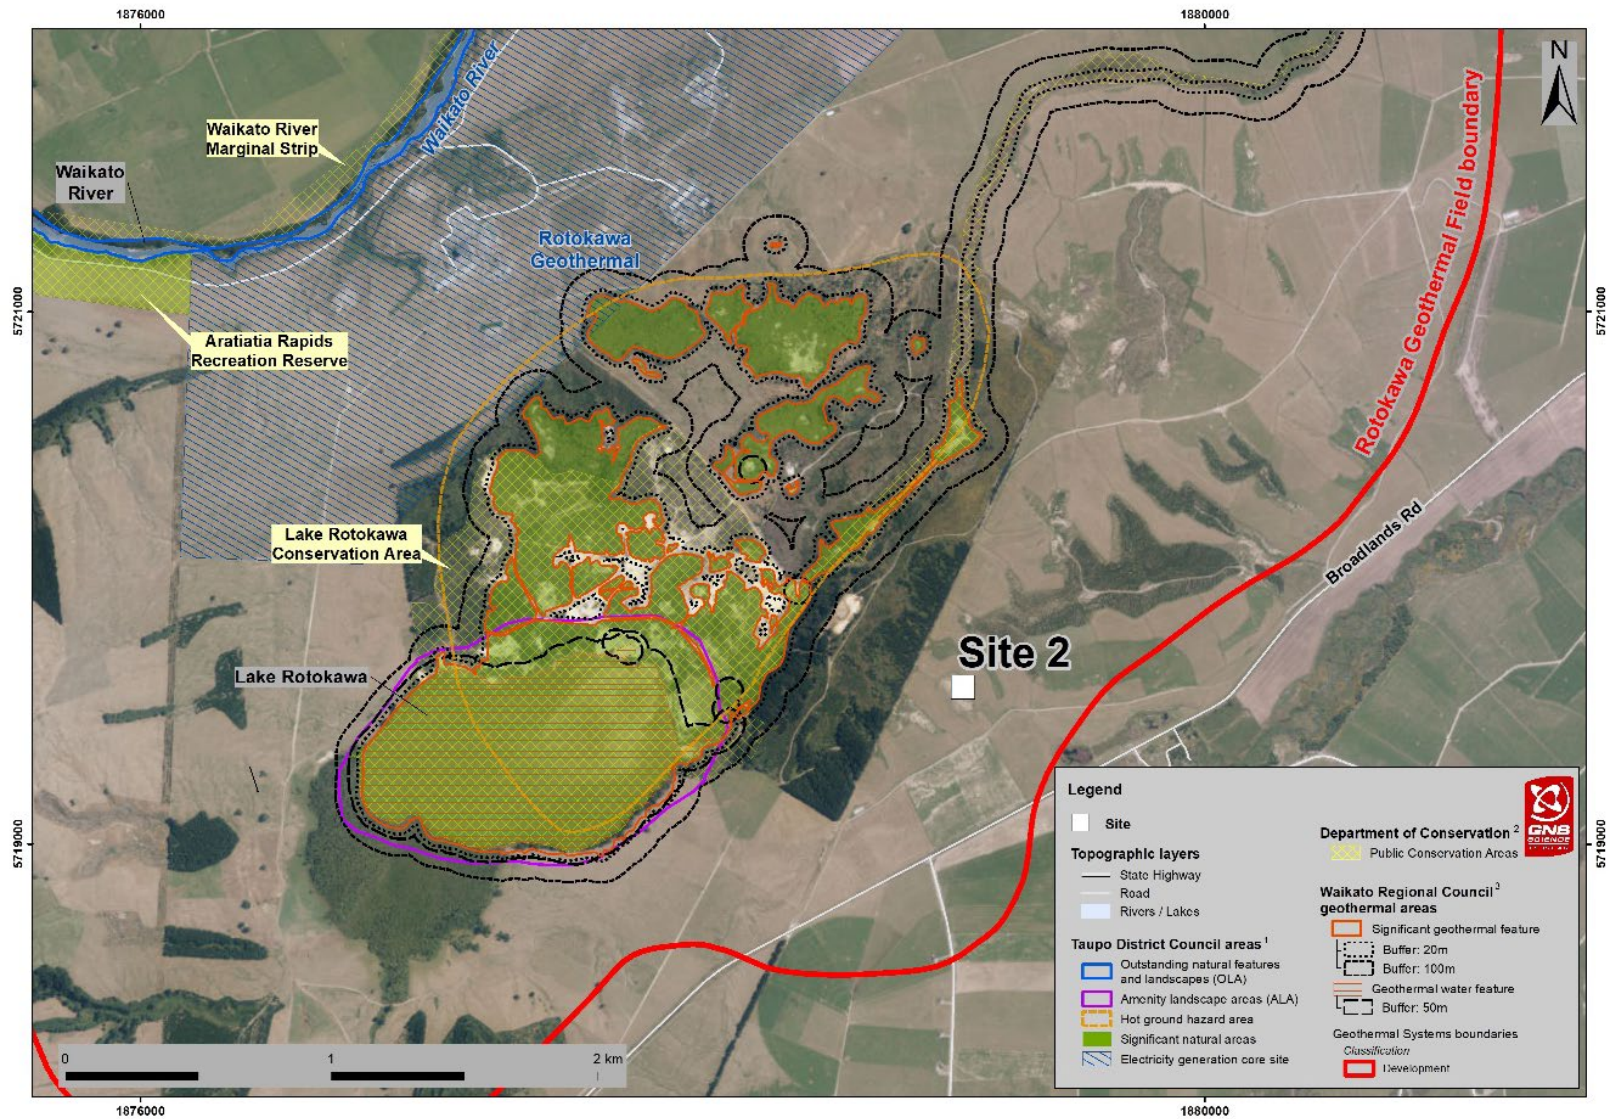 1876000
1880000
N
Waikato River
Marginal Strip
Waikato River
Waikato
River
Rotokawa
Geothermal
Rotokawa Geothermal Field boundary
5721000
5721000
Aratiatia Rapids
Recreation Reserve
Lake Rotokawa
Conservation Area
Broadlands Rd
Site 2
Lake Rotokawa
5719000
5719000
Legend
Site
Topographic layers
State Highway
Road
Rivers / Lakes
Taupo District Council areas 1
Outstanding natural features
and landscapes (OLA)
Amenity landscape areas (ALA)
Hot ground hazard area
Significant natural areas
Electricity generation core site
Department of Conservation 2
Public Conservation Areas
GNS
SCIENCE
Waikato Regional Council 3
geothermal areas
Significant geothermal feature
Buffer: 20m
Buffer: 100m
Geothermal water feature
Buffer: 50m
Geothermal Systems boundaries
Classification
Development
0 1 2 km
1876000
1880000